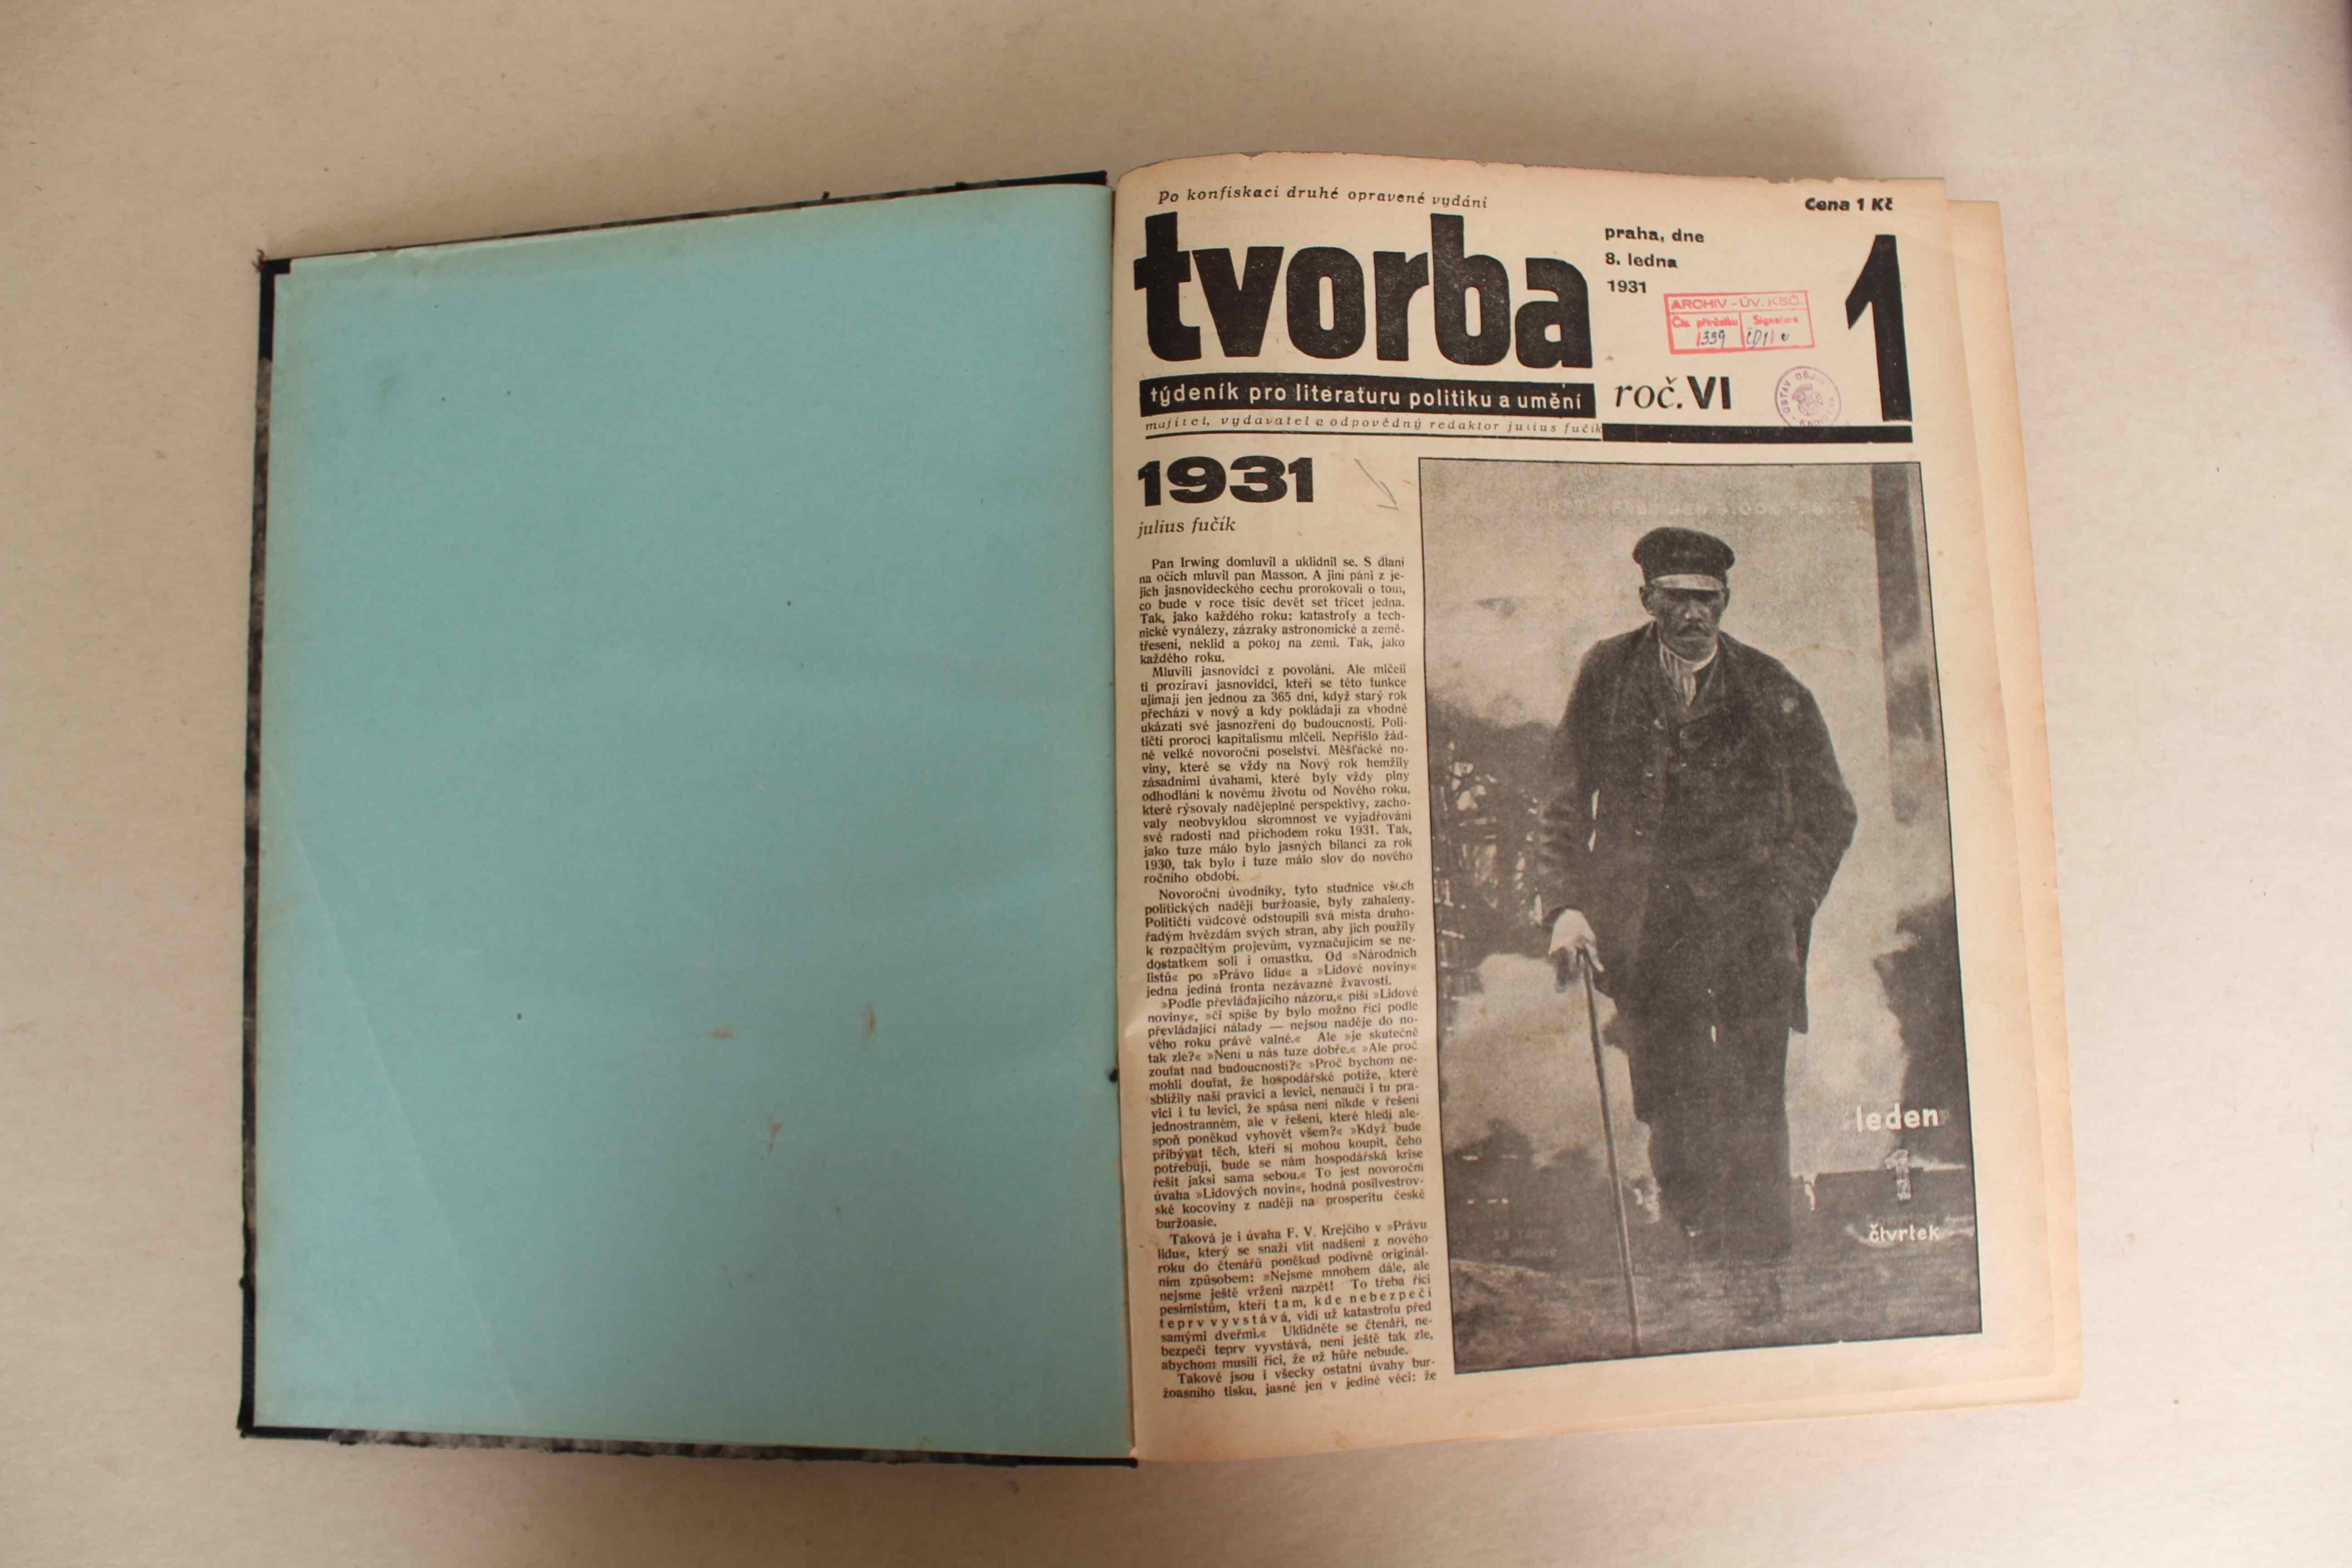 Po konfiskaci druhé opravené vydání
Cena 1 Kč
tvorba
praha, dne
8. ledna
1931
1
ARCHIV - ÚV. KSČ.
Čís. přírůstku Signatura
1339
týdeník pro literaturu politiku a umění
roč. VI
majitel, vydavatel a odpovědný redaktor julius fučík
1931
julius fučík
Pan Irwing domluvil a uklidnil se. S dlaní
na očích mluvil pan Masson. A jiní páni z je-
jich jasnovideckého cechu prorokovali o tom,
co bude v roce tisíc devět set třicet jedna.
Tak, jako každého roku: katastrofy a tech-
nické vynálezy, zázraky astronomické a země-
třesení, neklid a pokoj na zemi. Tak, jako
každého roku.
Mluvili jasnovidci z povolání. Ale mlčeli
ti prozíraví jasnovidci, kteří se této funkce
ujímají jen jednou za 365 dní, když starý rok
přechází v nový a kdy pokládají za vhodné
ukázati své jasnozření do budoucnosti. Poli-
tičtí proroci kapitalismu mlčeli. Nepřišlo žád-
né velké novoroční poselství. Měšťácké no-
viny, které se vždy na Nový rok hemžily
zásadními úvahami, které byly vždy plny
odhodlání k novému životu od Nového roku,
které rýsovaly nadějeplné perspektivy, zacho-
valy neobvyklou skromnost ve vyjadřování
své radosti nad příchodem roku 1931. Tak,
jako tuze málo bylo jasných bilancí za rok
1930, tak bylo i tuze málo slov do nového
ročního období.
Novoroční úvodníky, tyto studnice všech
politických nadějí buržoasie, byly zahaleny.
Političtí vůdcové odstoupili svá místa druho-
řadým hvězdám svých stran, aby jich použily
k rozpačitým projevům, vyznačujícím se ne-
dostatkem soli i omastku. Od »Národních
listů« po »Právo lidu« a »Lidové noviny«
jedna jediná fronta nezávazné žvavosti.
»Podle převládajícího názoru,« píší »Lidové
noviny«, »či spíše by bylo možno říci podle
převládající nálady — nejsou naděje do no-
vého roku právě valné.« Ale »je skutečně
tak zle?« »Není u nás tuze dobře.« »Ale proč
zoufat nad budoucností?« »Proč bychom ne-
mohli doufat, že hospodářské potíže, které
sblížily naši pravici a levici, nenaučí i tu pra-
vici i tu levici, že spása není nikde v řešení
jednostranném, ale v řešení, které hledí ale-
spoň poněkud vyhovět všem?« »Když bude
přibývat těch, kteří si mohou koupit, čeho
potřebují, bude se nám hospodářská krise
řešit jaksi sama sebou.« To jest novoroční
úvaha »Lidových novin«, hodná posilvestrov-
ské kocoviny z nadějí na prosperitu české
buržoasie.
Taková je i úvaha F. V. Krejčího v »Právu
lidu«, který se snaží vlít nadšení z nového
roku do čtenářů poněkud podivně originál-
ním způsobem: »Nejsme mnohem dále, ale
nejsme ještě vrženi nazpět! To třeba říci
pesimistům, kteří tam, kde nebezpečí
teprv vyvstává, vidí už katastrofu před
samými dveřmi.« Uklidněte se čtenáři, ne-
bezpečí teprv vyvstává, není ještě tak zle,
abychom musili říci, že už hůře nebude.
Takové jsou i všecky ostatní úvahy bur-
žoasního tisku, jasné jen v jediné věci: že
leden
1
čtvrtek